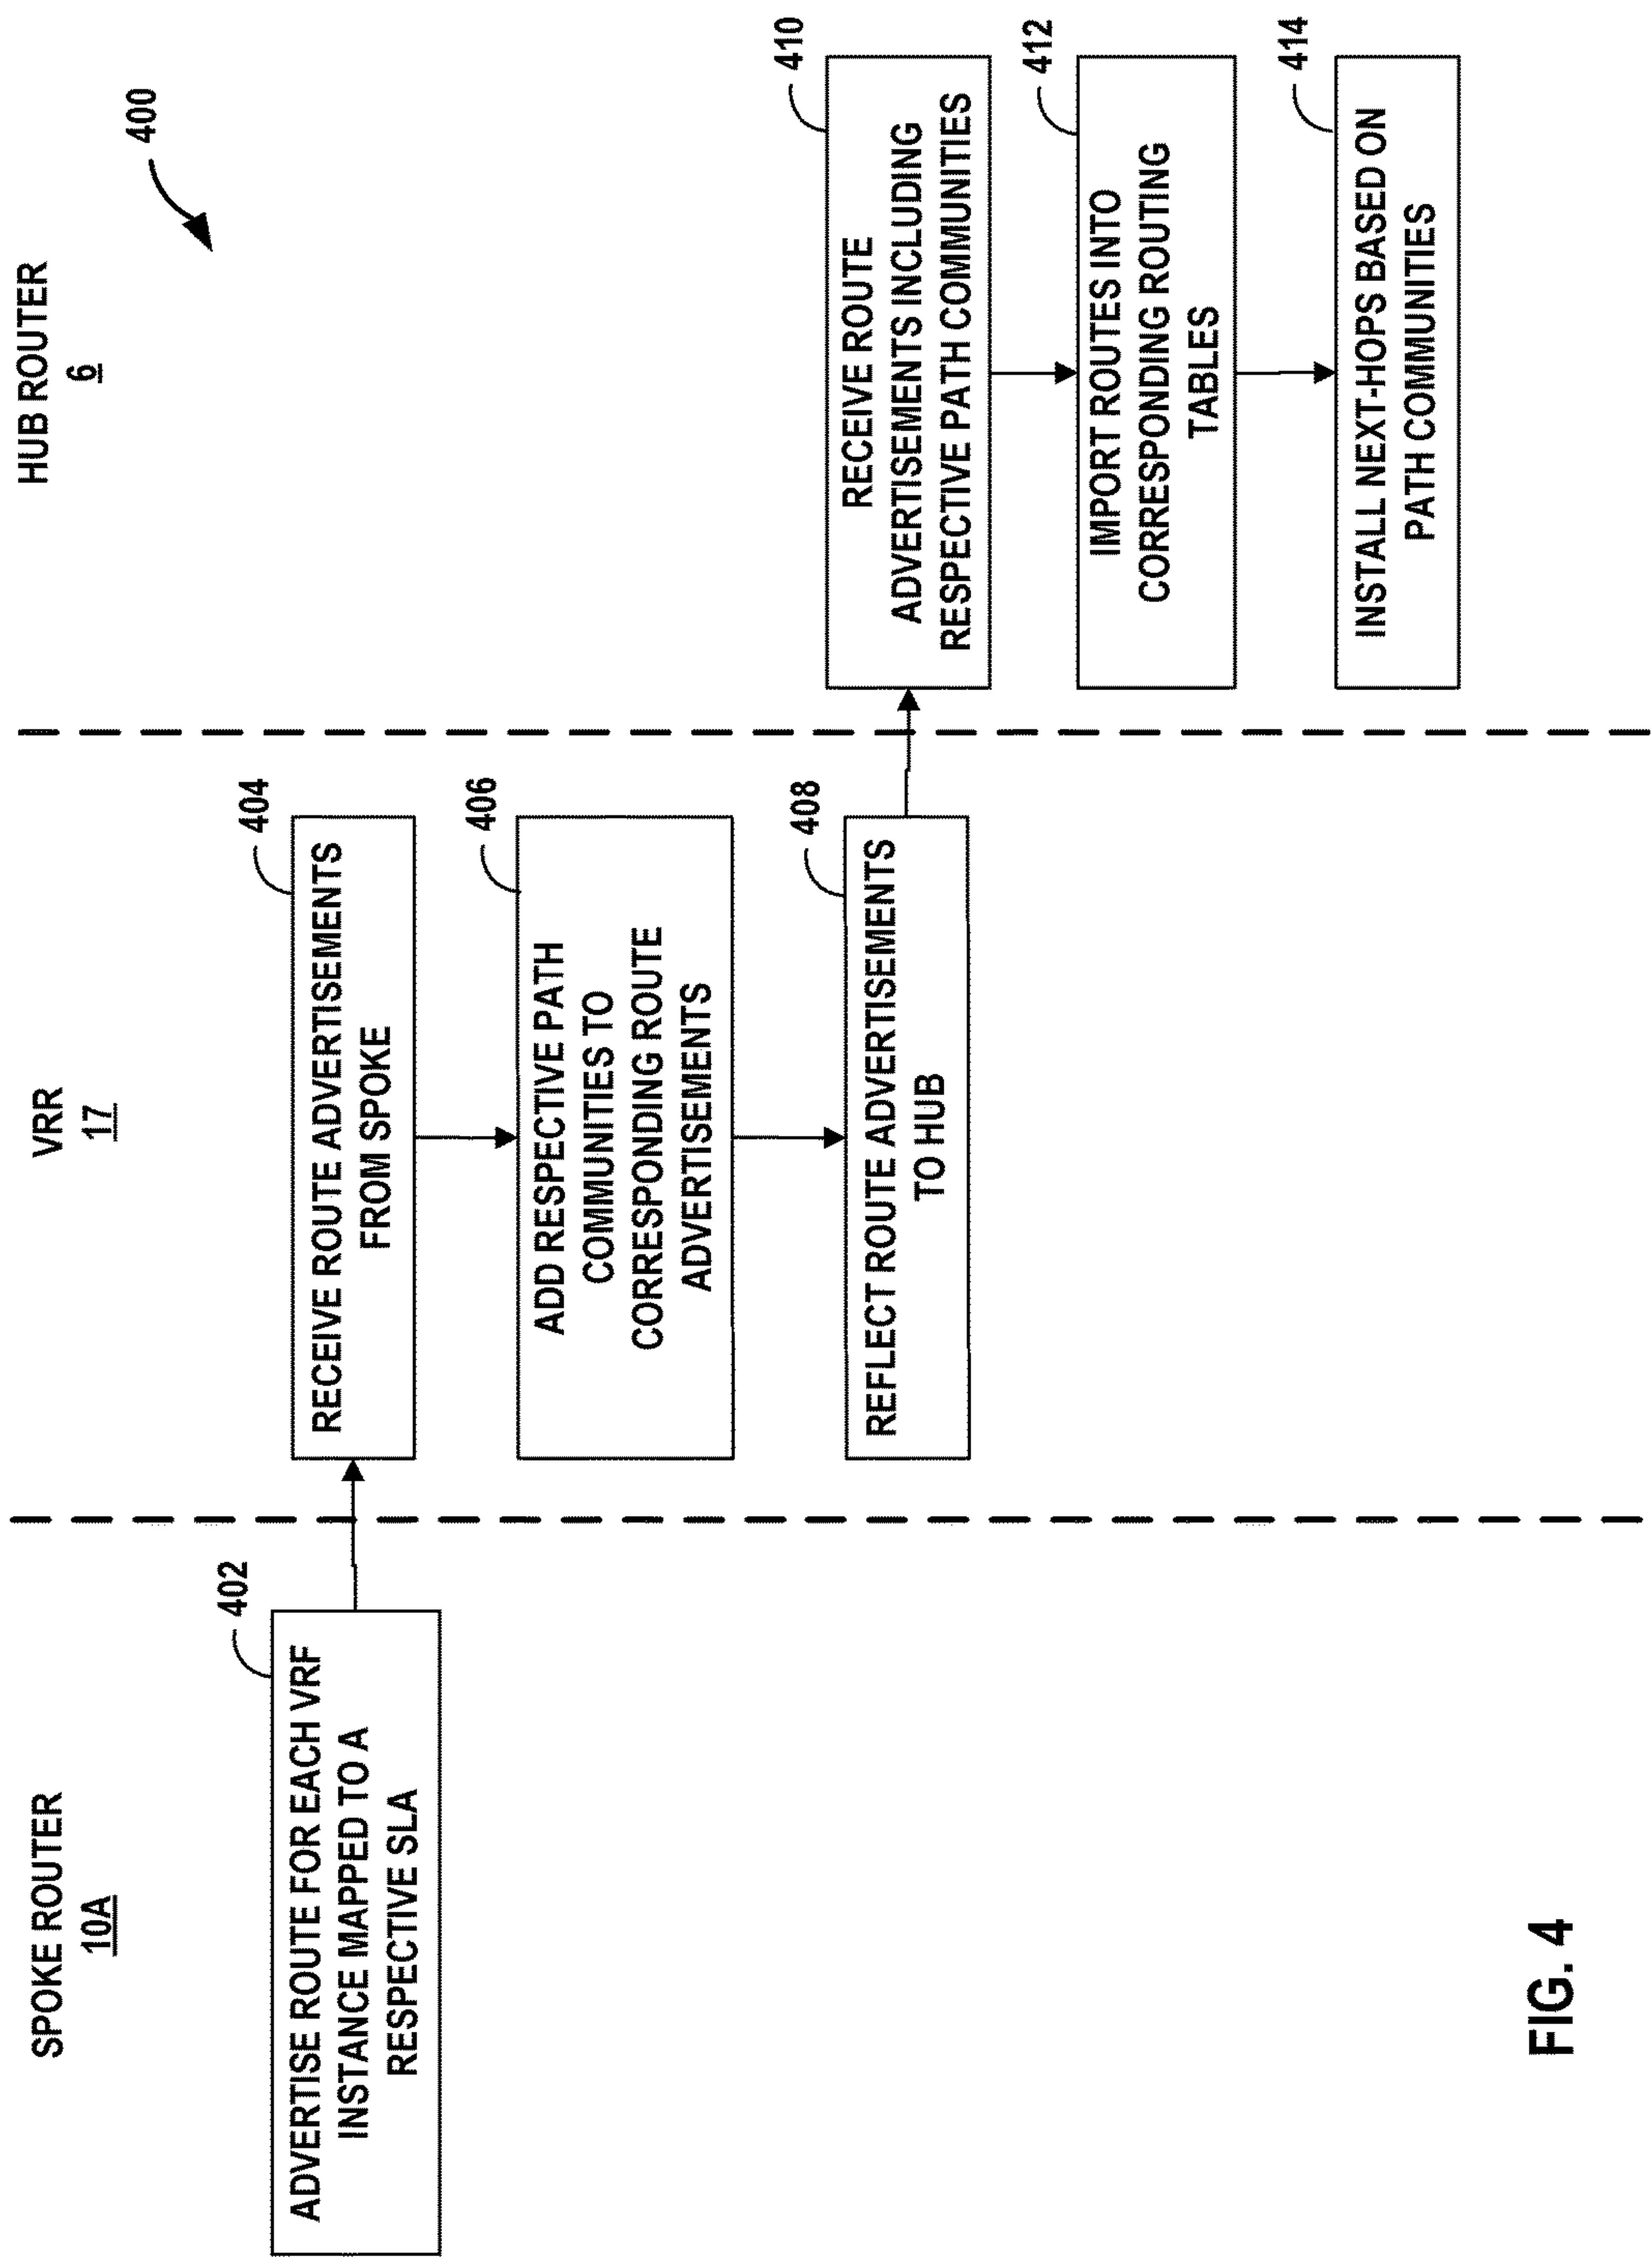 SPOKE ROUTER
10A
VRR
17
HUB ROUTER
6
400
402
ADVERTISE ROUTE FOR EACH VRF
INSTANCE MAPPED TO A
RESPECTIVE SLA
404
RECEIVE ROUTE ADVERTISEMENTS
FROM SPOKE
406
ADD RESPECTIVE PATH
COMMUNITIES TO
CORRESPONDING ROUTE
ADVERTISEMENTS
408
REFLECT ROUTE ADVERTISEMENTS
TO HUB
410
RECEIVE ROUTE
ADVERTISEMENTS INCLUDING
RESPECTIVE PATH COMMUNITIES
412
IMPORT ROUTES INTO
CORRESPONDING ROUTING
TABLES
414
INSTALL NEXT-HOPS BASED ON
PATH COMMUNITIES
FIG. 4